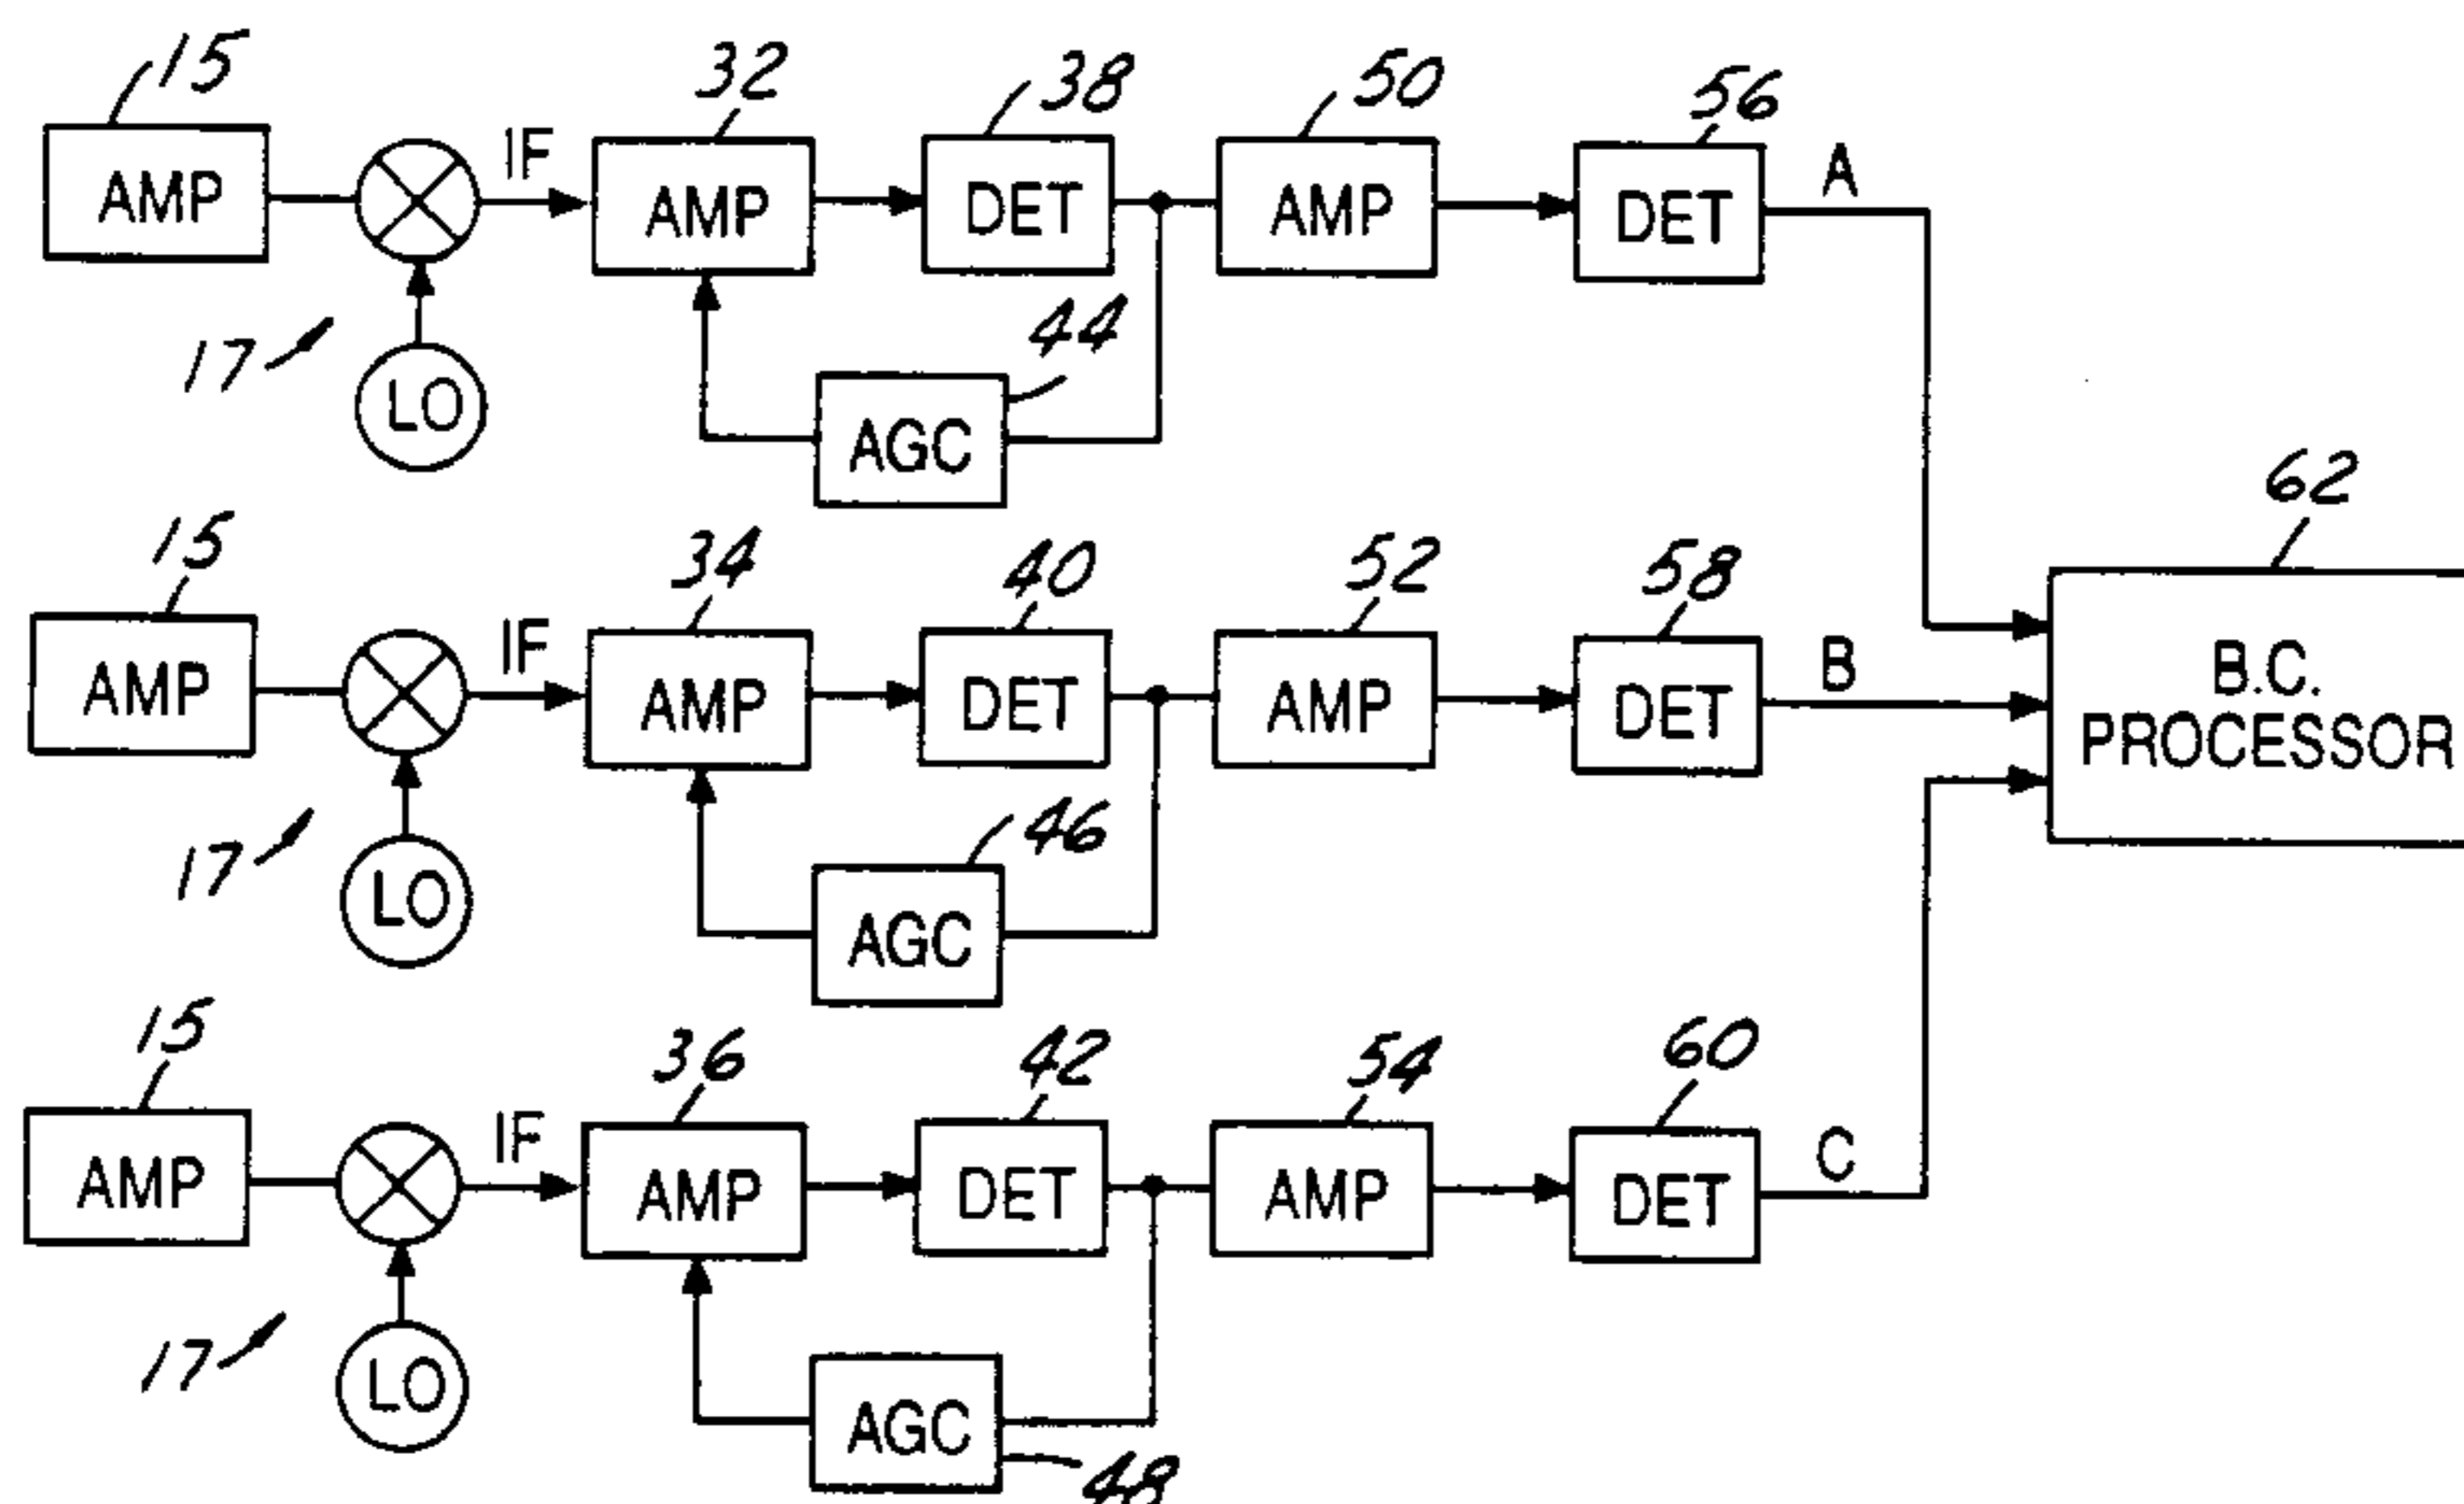 15 32 38 50 56
AMP IF AMP DET AMP DET A
17 LO AGC 44
62
15 34 40 52 58
AMP IF AMP DET AMP DET B
B.C.
PROCESSOR
17 LO AGC 46
15 36 42 54 60
AMP IF AMP DET AMP DET C
17 LO AGC 48